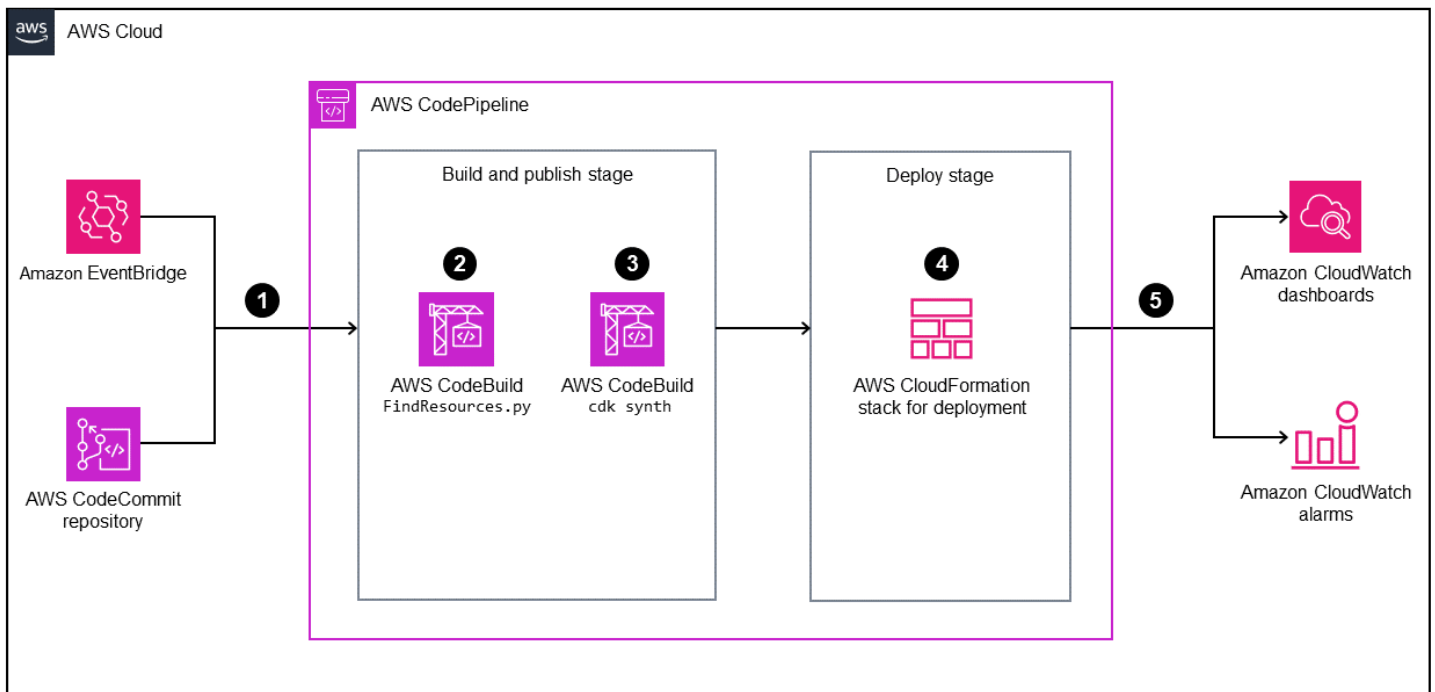 aws
AWS Cloud
AWS CodePipeline
Build and publish stage
Deploy stage
Amazon EventBridge
1
2
3
4
5
AWS CodeBuild
FindResources.py
AWS CodeBuild
cdk synth
AWS CloudFormation
stack for deployment
Amazon CloudWatch
dashboards
AWS CodeCommit
repository
Amazon CloudWatch
alarms